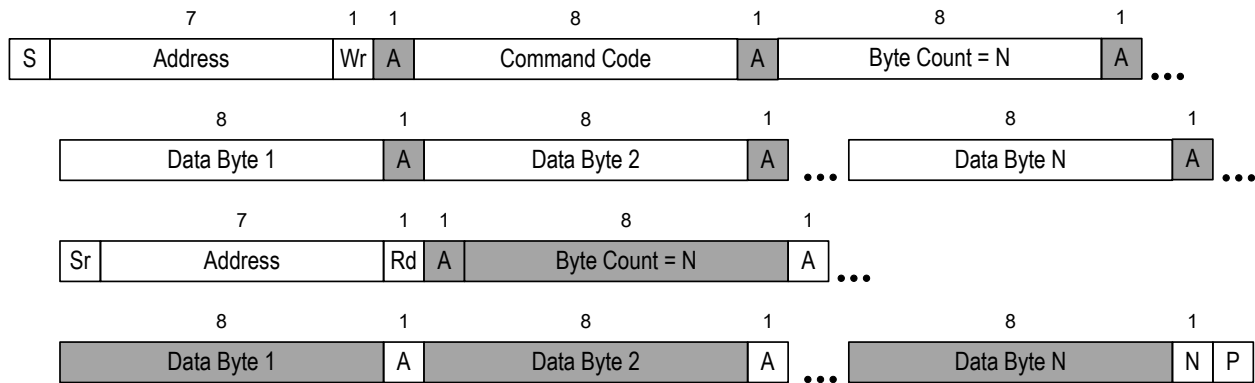 7 1 1 8 1 8 1
S Address Wr A Command Code A Byte Count = N A ...
8 1 8 1 8 1
Data Byte 1 A Data Byte 2 A ... Data Byte N A ...
7 1 1 8 1
Sr Address Rd A Byte Count = N A ...
8 1 8 1 8 1
Data Byte 1 A Data Byte 2 A ... Data Byte N N P